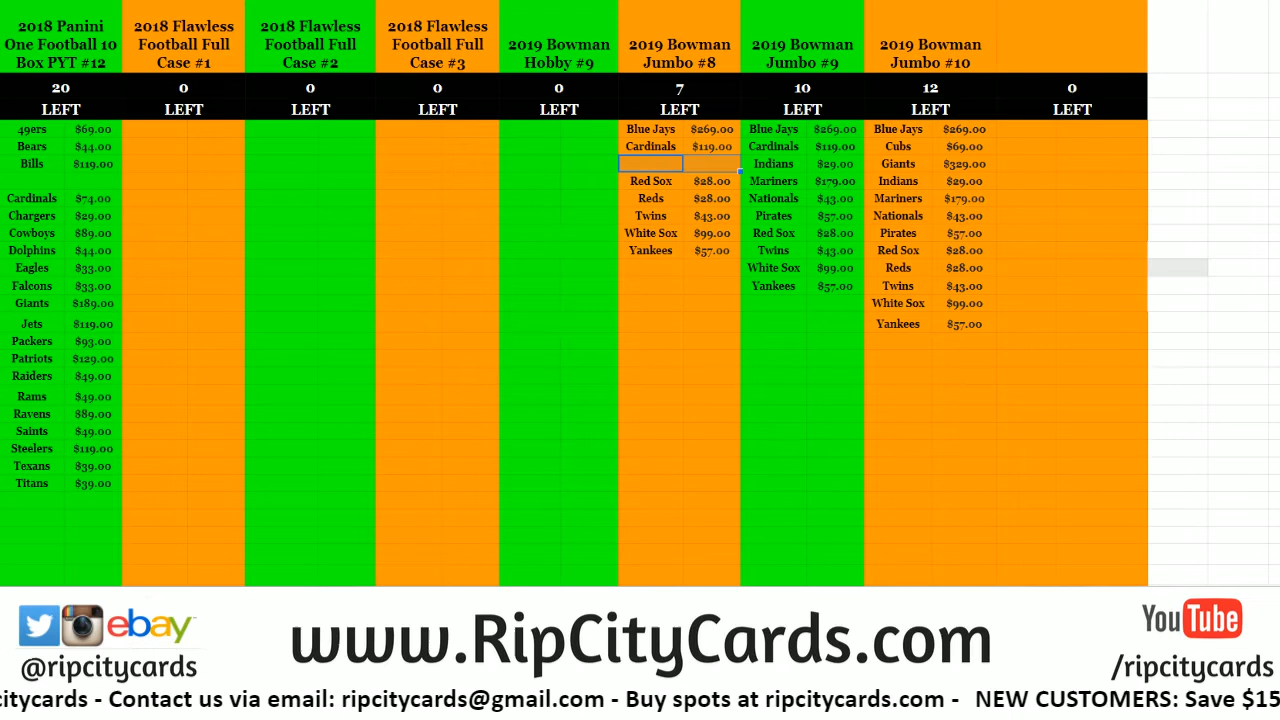 2018 Panini One Football 10 Box PYT #12
2018 Flawless Football Full Case #1
2018 Flawless Football Full Case #2
2018 Flawless Football Full Case #3
2019 Bowman Hobby #9
2019 Bowman Jumbo #8
2019 Bowman Jumbo #9
2019 Bowman Jumbo #10
20 0 0 0 0 7 10 12 0
LEFT LEFT LEFT LEFT LEFT LEFT LEFT LEFT LEFT
49ers $69.00 Blue Jays $269.00 Blue Jays $269.00 Blue Jays $269.00
Bears $44.00 Cardinals $119.00 Cardinals $119.00 Cubs $69.00
Bills $119.00 Indians $29.00 Giants $329.00
Red Sox $28.00 Mariners $179.00 Indians $29.00
Cardinals $74.00 Reds $28.00 Nationals $43.00 Mariners $179.00
Chargers $29.00 Twins $43.00 Pirates $57.00 Nationals $43.00
Cowboys $89.00 White Sox $99.00 Red Sox $28.00 Pirates $57.00
Dolphins $44.00 Yankees $57.00 Twins $43.00 Red Sox $28.00
Eagles $33.00 White Sox $99.00 Reds $28.00
Falcons $33.00 Yankees $57.00 Twins $43.00
Giants $189.00 White Sox $99.00
Jets $119.00 Yankees $57.00
Packers $93.00
Patriots $129.00
Raiders $49.00
Rams $49.00
Ravens $89.00
Saints $49.00
Steelers $119.00
Texans $39.00
Titans $39.00
ebay
@ripcitycards
www.RipCityCards.com
YouTube
/ripcitycards
citycards - Contact us via email: ripcitycards@gmail.com - Buy spots at ripcitycards.com - NEW CUSTOMERS: Save $15